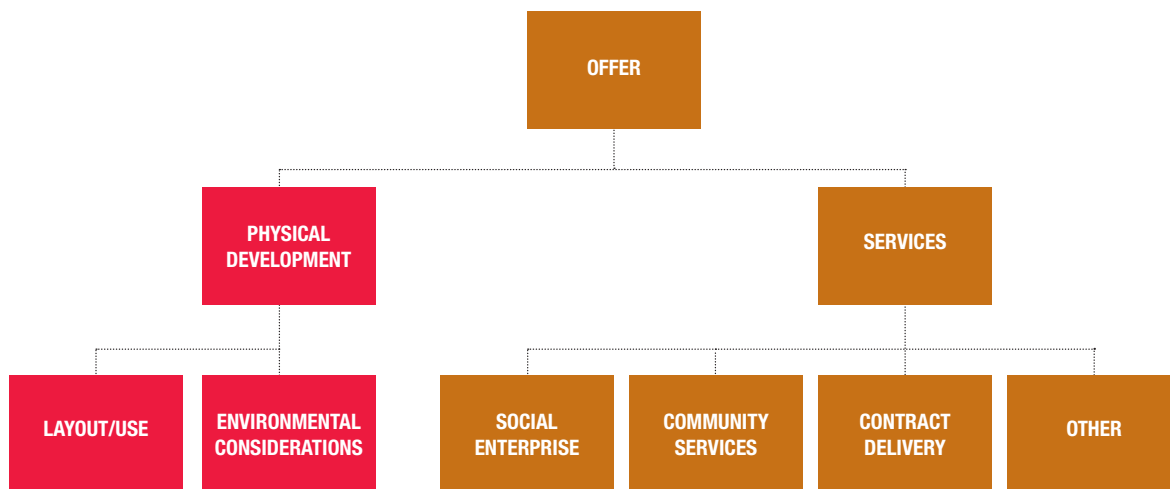 OFFER
PHYSICAL
DEVELOPMENT
SERVICES
LAYOUT/USE
ENVIRONMENTAL
CONSIDERATIONS
SOCIAL
ENTERPRISE
COMMUNITY
SERVICES
CONTRACT
DELIVERY
OTHER